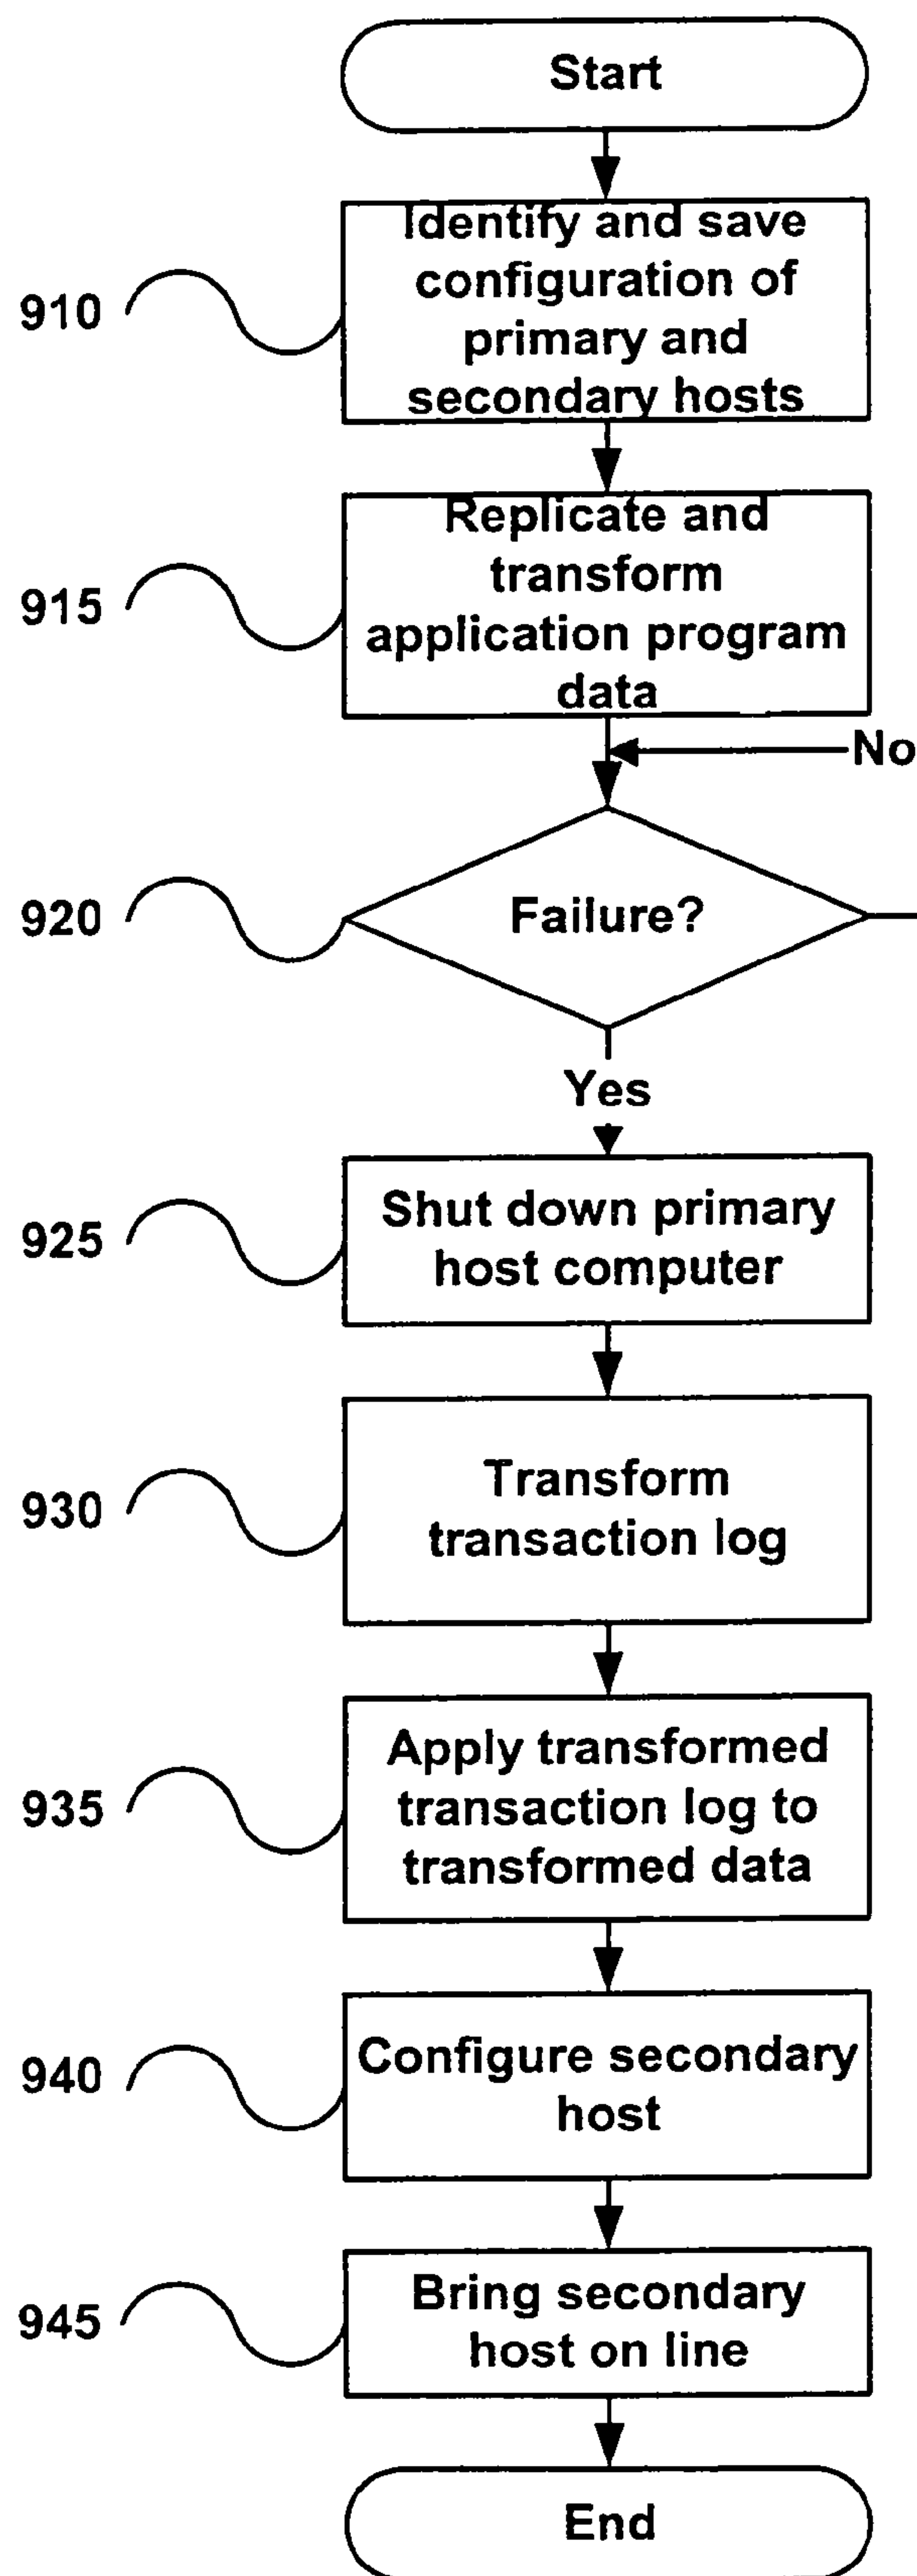 Start
Identify and save
configuration of
primary and
secondary hosts
910
Replicate and
transform
application program
data
915
No
Failure?
920
Yes
Shut down primary
host computer
925
Transform
transaction log
930
Apply transformed
transaction log to
transformed data
935
Configure secondary
host
940
Bring secondary
host on line
945
End